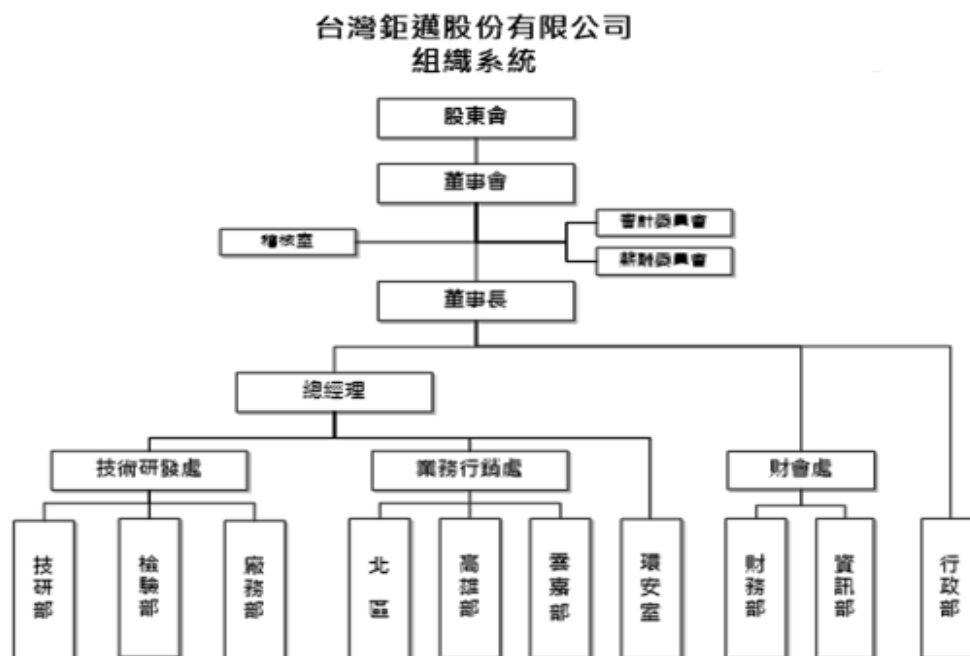 台灣鉅邁股份有限公司
組織系統
股東會
董事會
審計委員會
稽核室
薪酬委員會
董事長
總經理
技術研發處
業務行銷處
財會處
技研部
檢驗部
廠務部
北區
高雄部
雲嘉部
環安室
財務部
資訊部
行政部